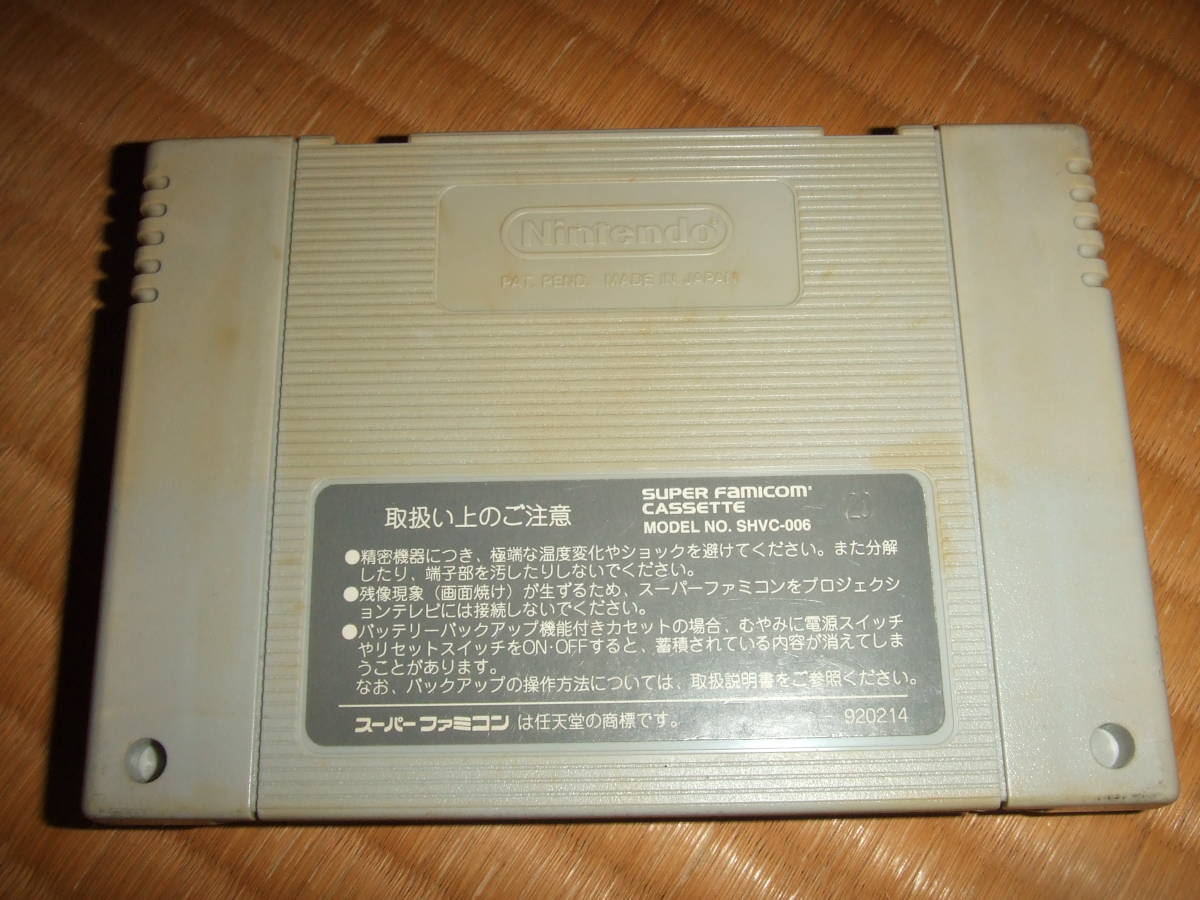 Nintendo®
PAT. PEND. MADE IN JAPAN
取扱い上のご注意
SUPER FAMICOM
CASSETTE
MODEL NO. SHVC-006
●精密機器につき、極端な温度変化やショックを避けてください。また分解
したり、端子部を汚したりしないでください。
●残像現象（画面焼け）が生ずるため、スーパーファミコンをプロジェクシ
ョンテレビには接続しないでください。
●バッテリーバックアップ機能付きカセットの場合、むやみに電源スイッチ
やリセットスイッチをON・OFFすると、蓄積されている内容が消えてしま
うことがあります。
なお、バックアップの操作方法については、取扱説明書をご参照ください。
スーパーファミコン は任天堂の商標です。
920214